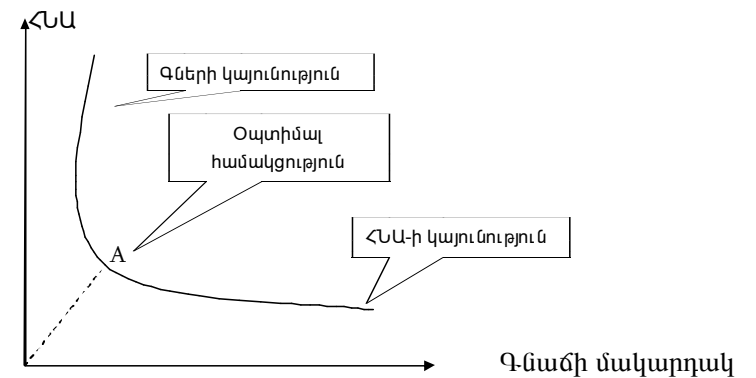 ՀՆԱ
Գների կայունություն
Օպտիմալ
համակցություն
ՀՆԱ-ի կայունություն
A
Գնաճի մակարդակ